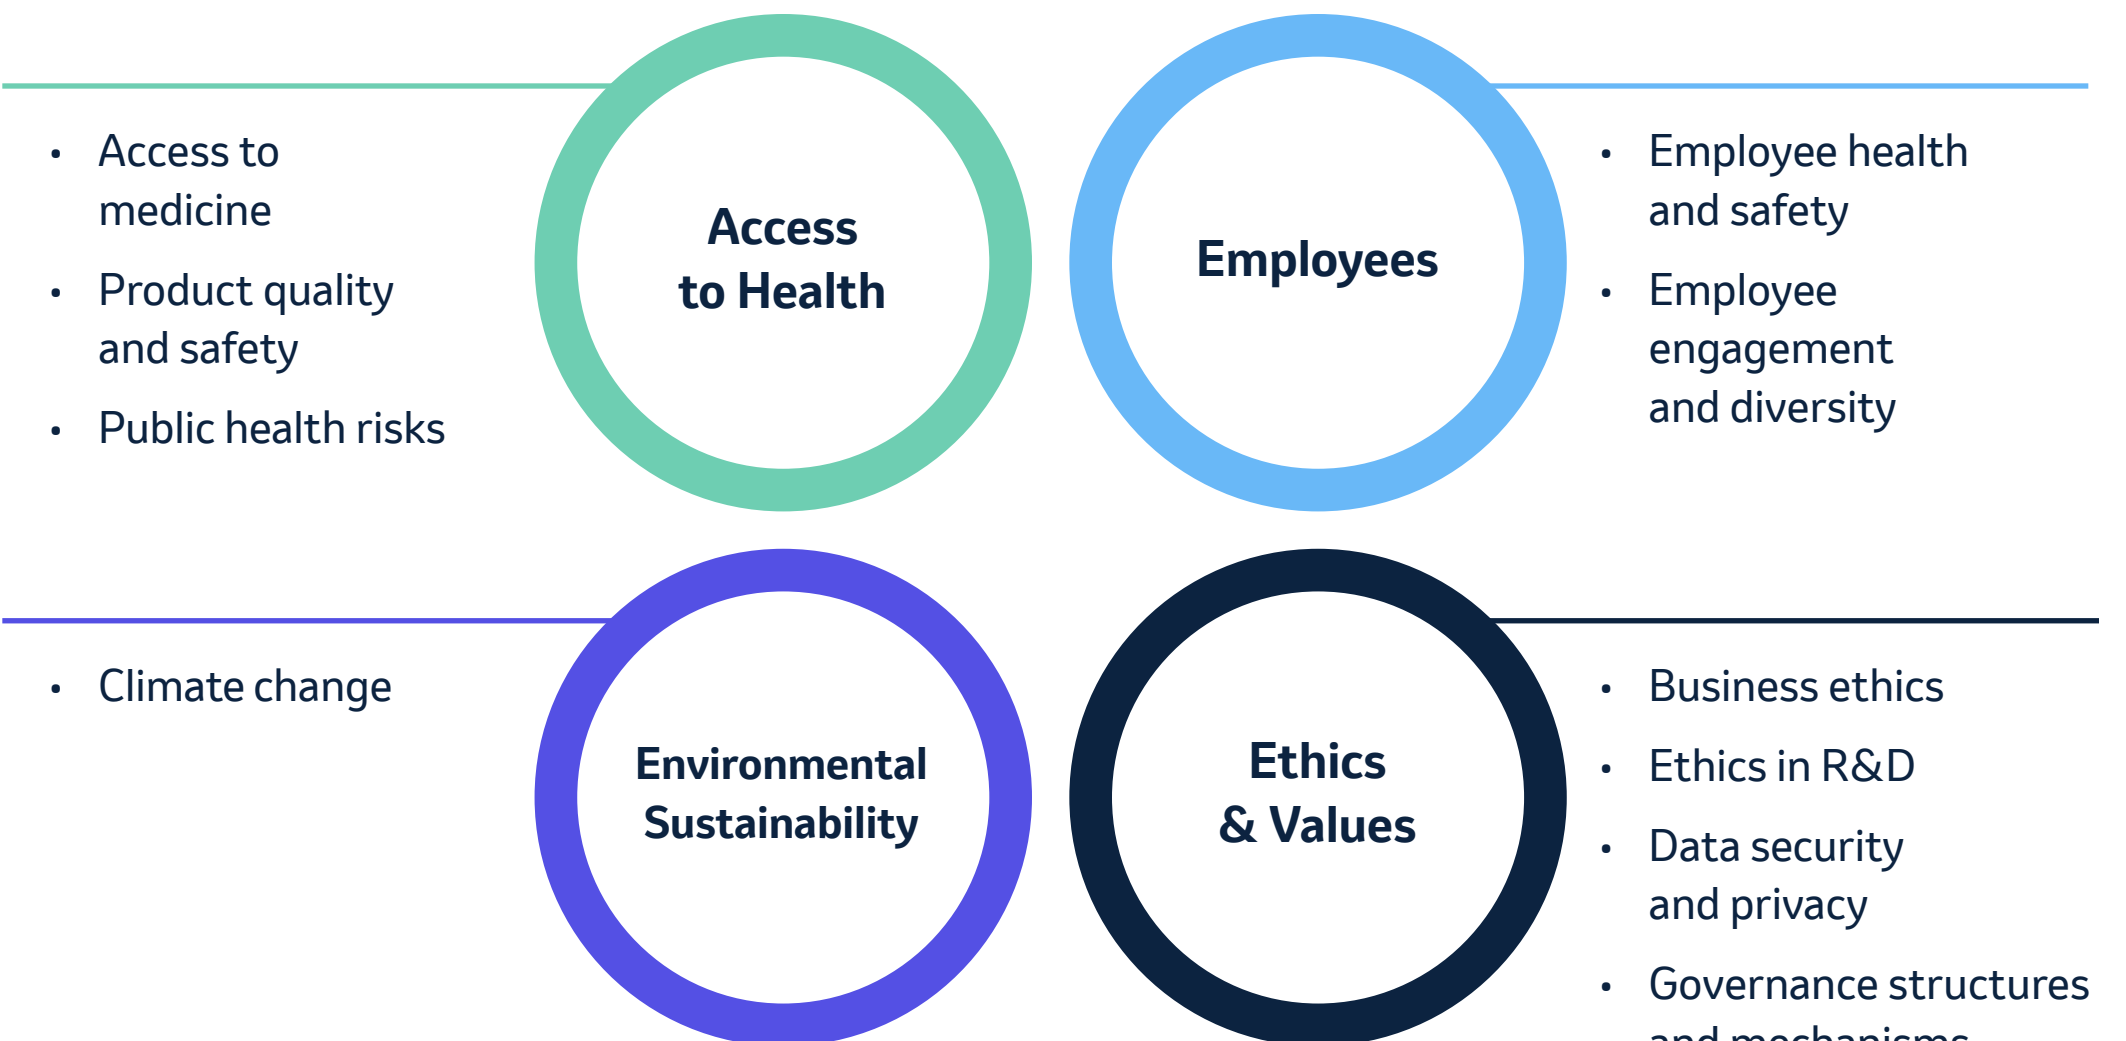 Access to
medicine
Product quality
and safety
Public health risks
Access
to Health
Employees
Employee health
and safety
Employee
engagement
and diversity
Climate change
Environmental
Sustainability
Ethics
& Values
Business ethics
Ethics in R&D
Data security
and privacy
Governance structures
and mechanisms